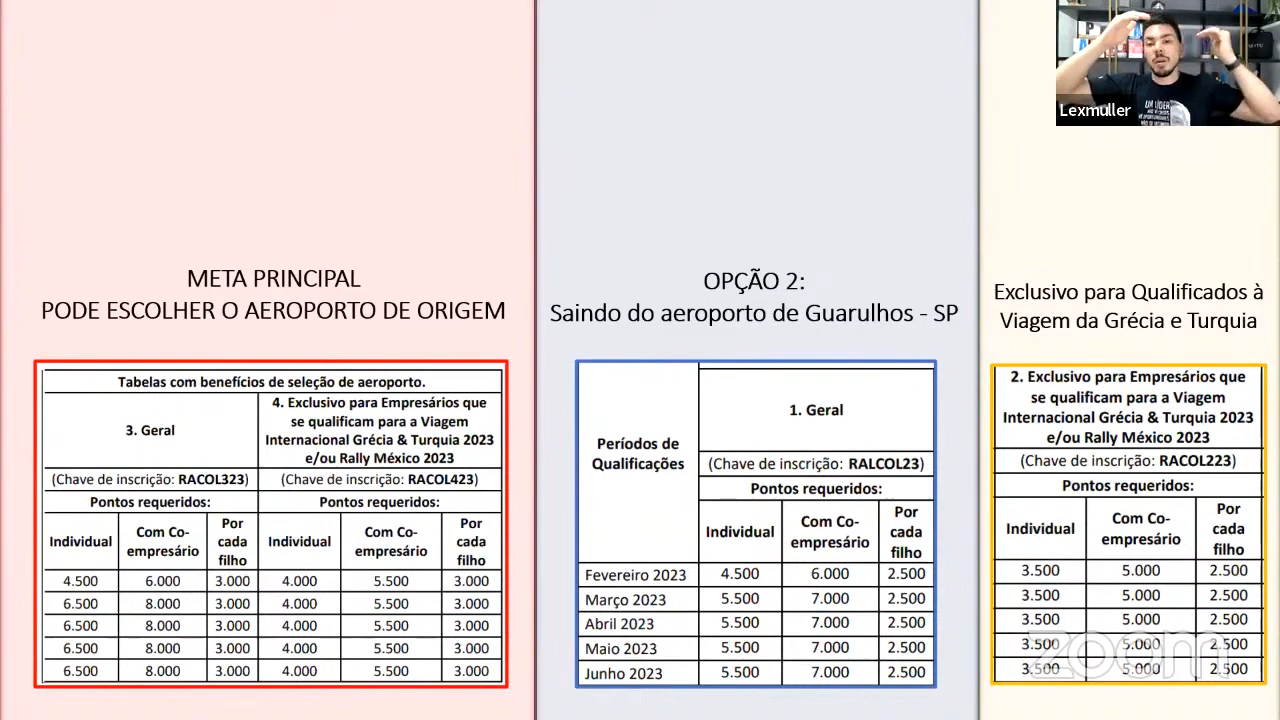 META PRINCIPAL
PODE ESCOLHER O AEROPORTO DE ORIGEM
Tabelas com benefícios de seleção de aeroporto.
3. Geral
4. Exclusivo para Empresários que
se qualificam para a Viagem
Internacional Grécia & Turquia 2023
e/ou Rally México 2023
(Chave de inscrição: RACOL323)
(Chave de inscrição: RACOL423)
Pontos requeridos:
Pontos requeridos:
Individual
Com Co-
empresário
Por
cada
filho
Individual
Com Co-
empresário
Por
cada
filho
4.500 6.000 3.000 4.000 5.500 3.000
6.500 8.000 3.000 4.000 5.500 3.000
6.500 8.000 3.000 4.000 5.500 3.000
6.500 8.000 3.000 4.000 5.500 3.000
6.500 8.000 3.000 4.000 5.500 3.000
OPÇÃO 2:
Saindo do aeroporto de Guarulhos - SP
Períodos de
Qualificações
1. Geral
(Chave de inscrição: RALCOL23)
Pontos requeridos:
Individual
Com Co-
empresário
Por
cada
filho
Fevereiro 2023 4.500 6.000 2.500
Março 2023 5.500 7.000 2.500
Abril 2023 5.500 7.000 2.500
Maio 2023 5.500 7.000 2.500
Junho 2023 5.500 7.000 2.500
Exclusivo para Qualificados à
Viagem da Grécia e Turquia
2. Exclusivo para Empresários que
se qualificam para a Viagem
Internacional Grécia & Turquia 2023
e/ou Rally México 2023
(Chave de inscrição: RACOL223)
Pontos requeridos:
Individual
Com Co-
empresário
Por
cada
filho
3.500 5.000 2.500
3.500 5.000 2.500
3.500 5.000 2.500
3.500 5.000 2.500
3.500 5.000 2.500
zoom
Lexmuller
UM LÍDER